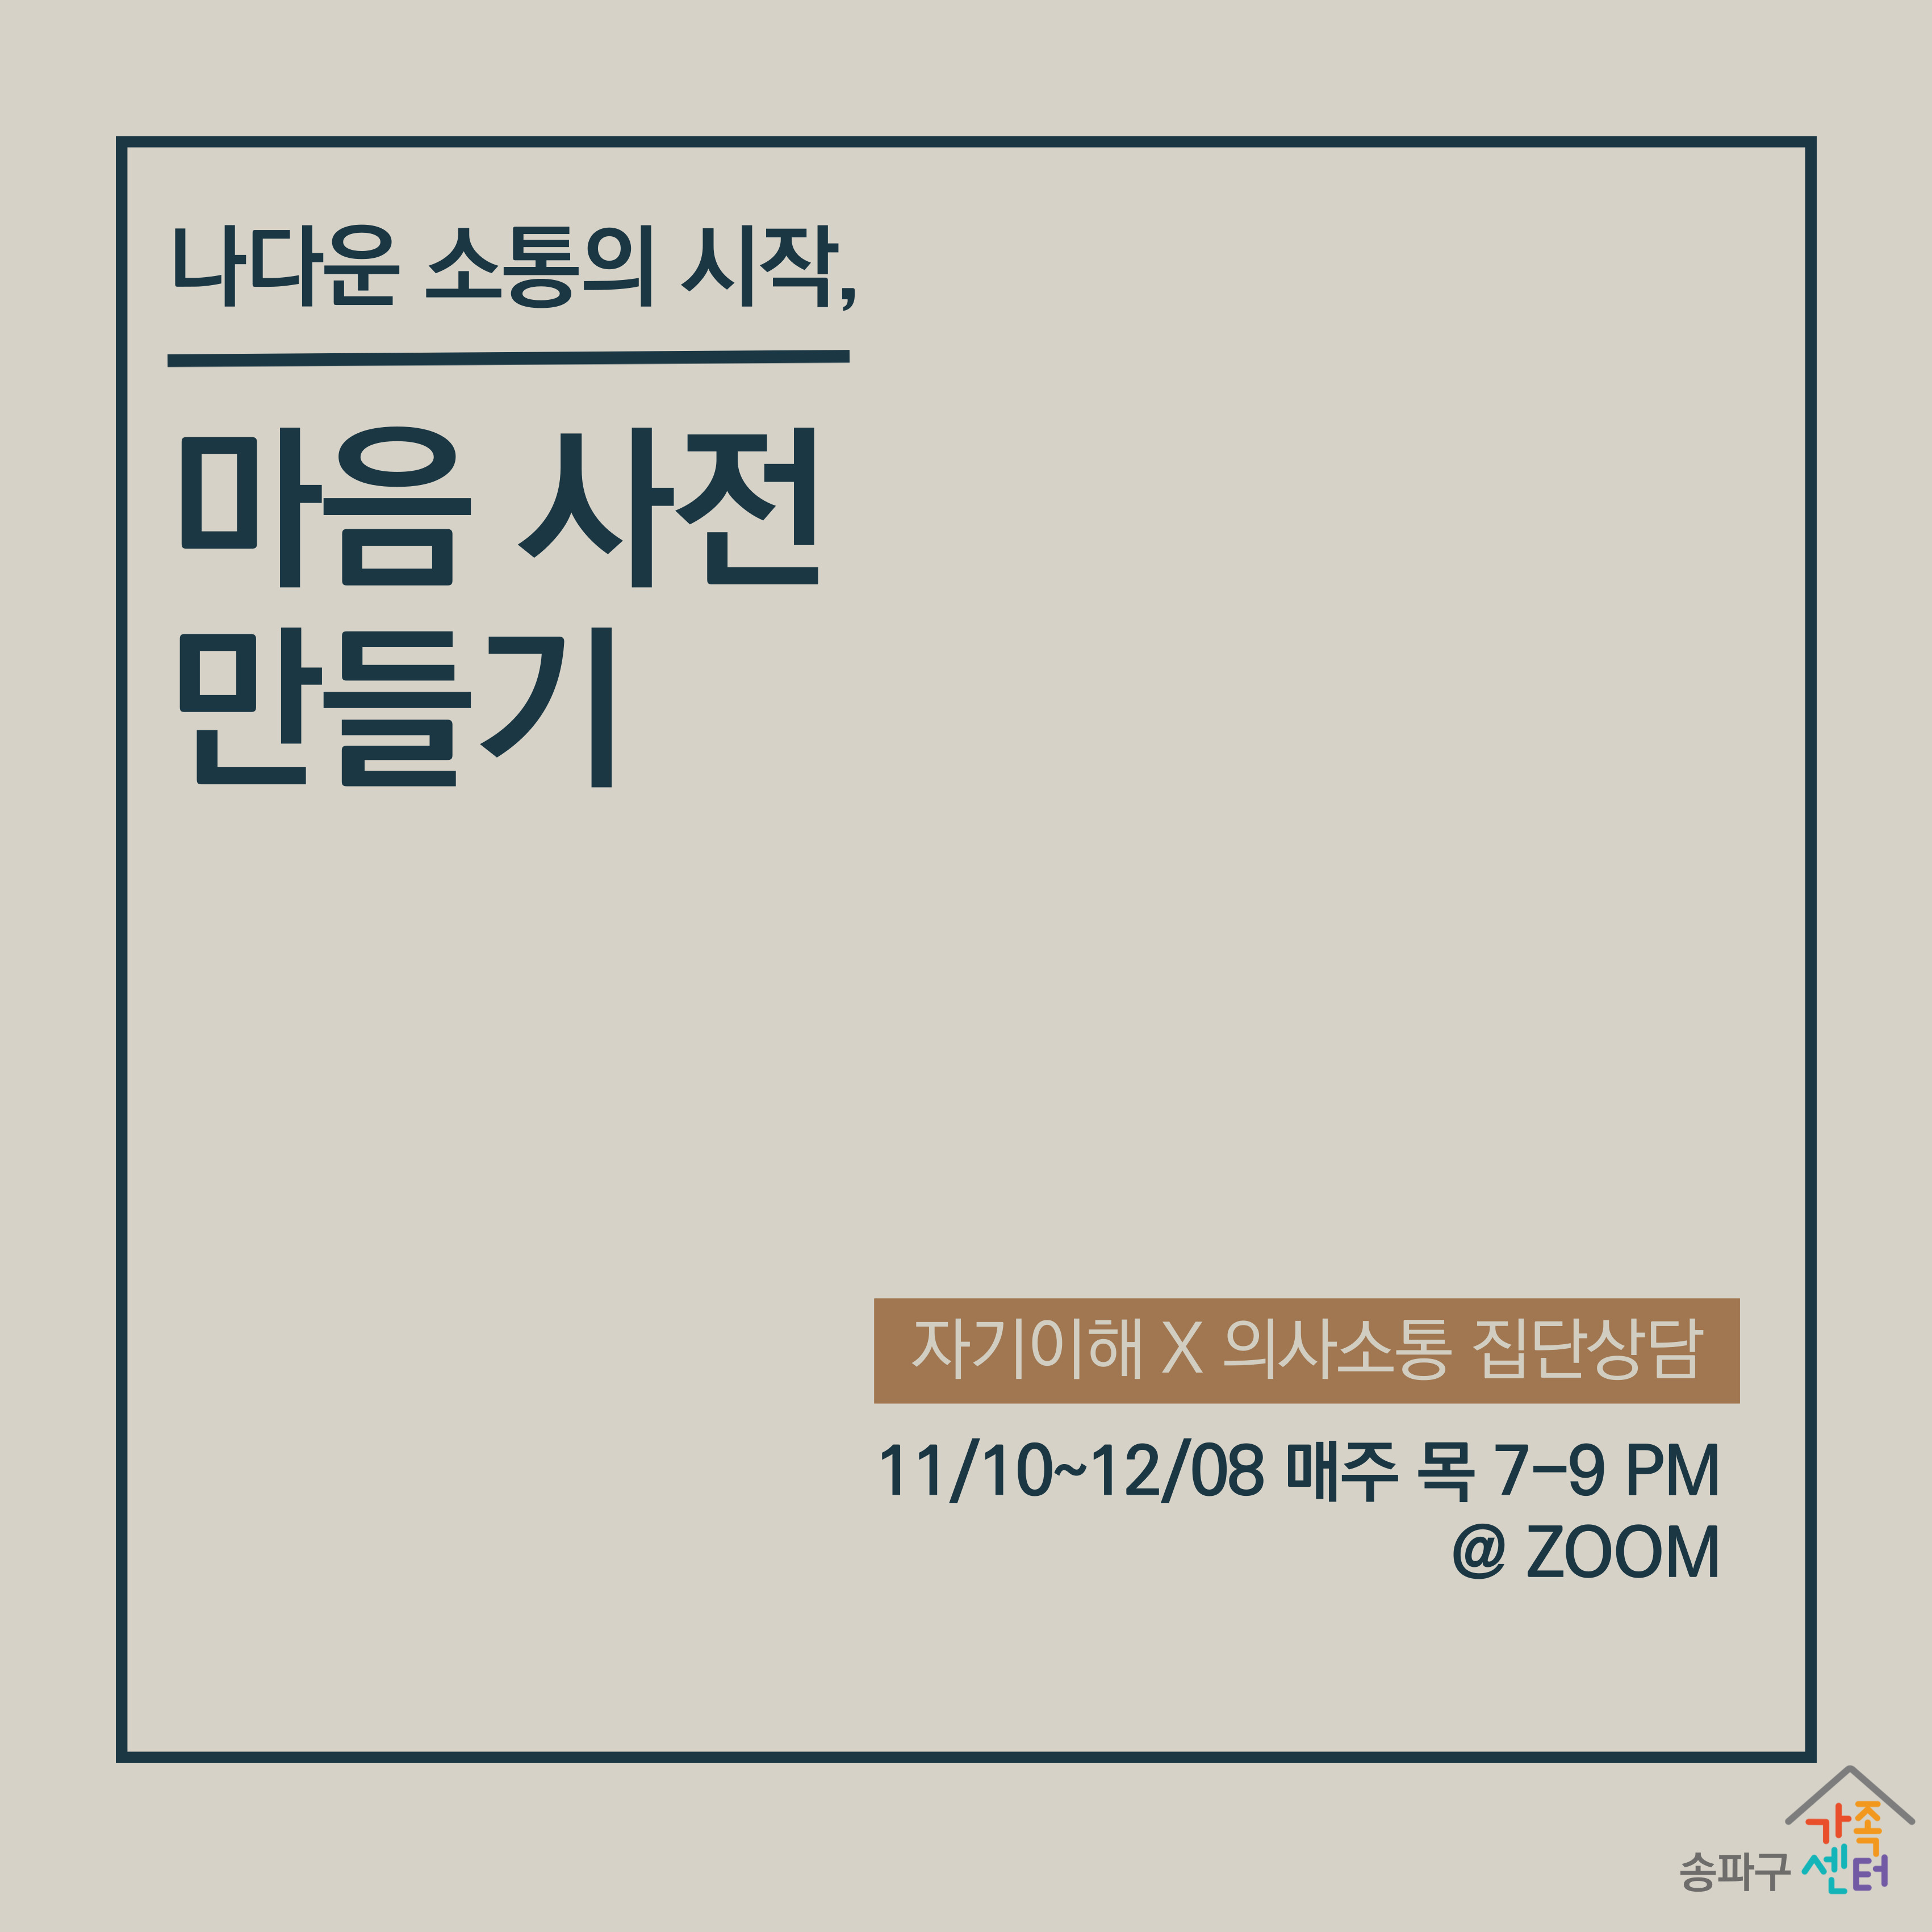 나다운 소통의 시작,
마음 사전
만들기
자기이해 X 의사소통 집단상담
11/10~12/08 매주 목 7-9 PM
@ ZOOM
송파구 가족센터